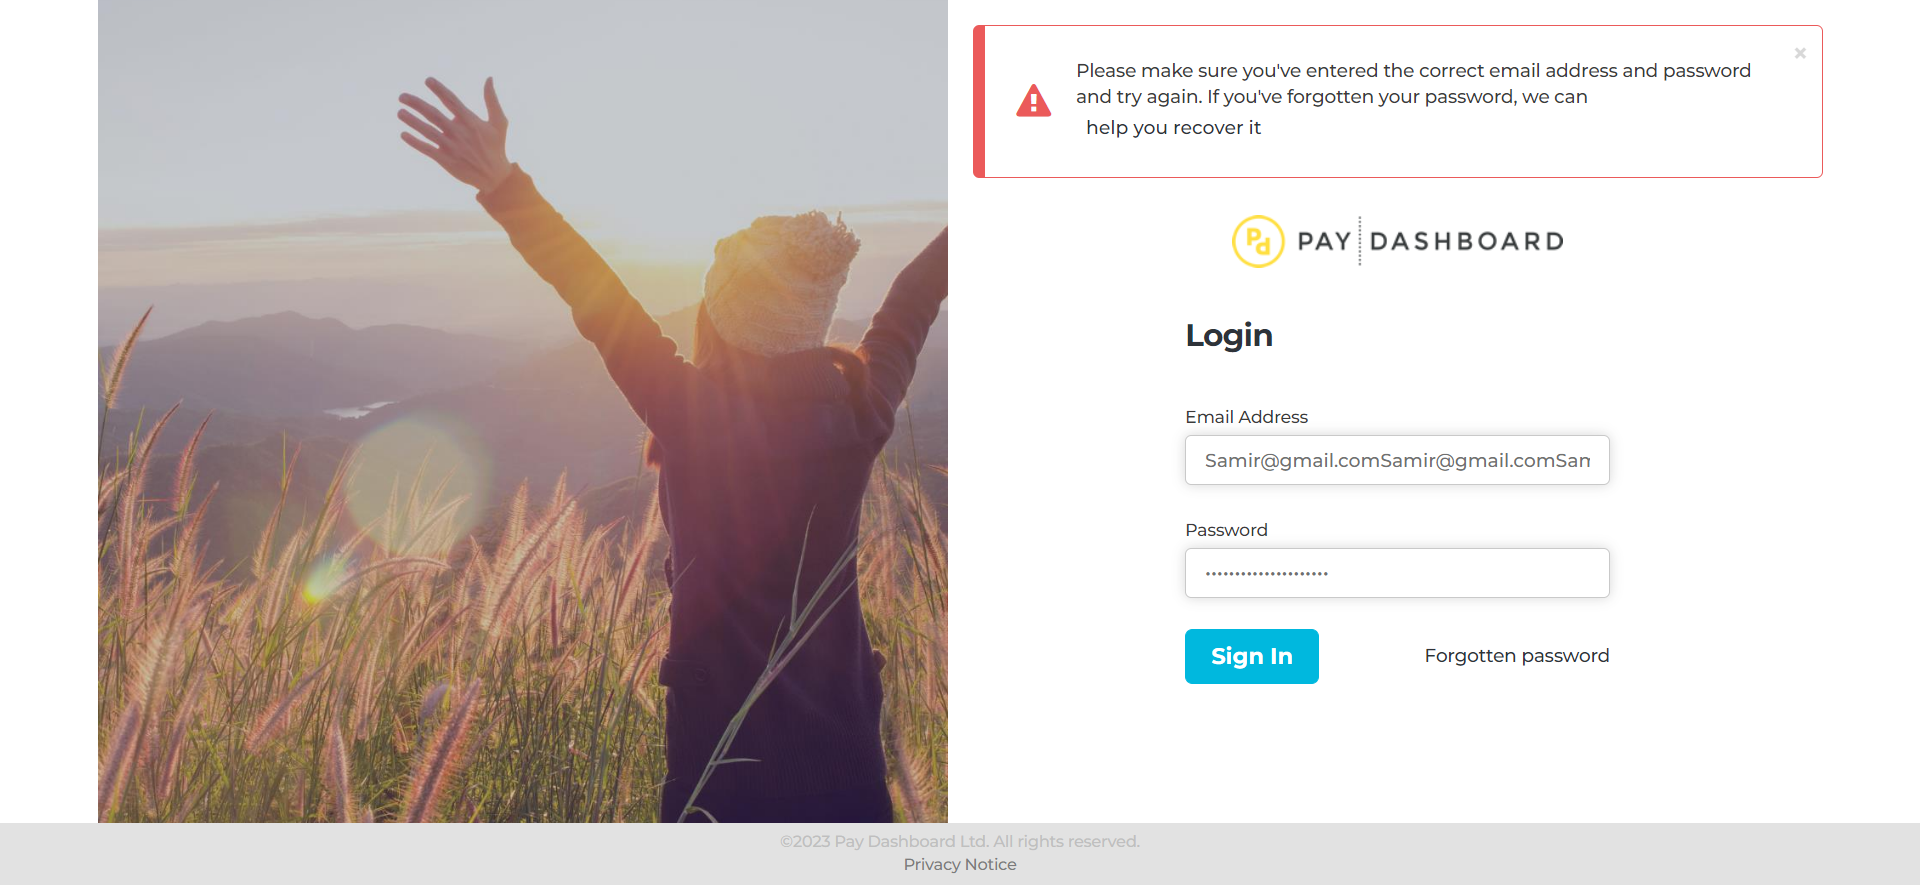 ×
Please make sure you've entered the correct email address and password
and try again. If you've forgotten your password, we can
help you recover it
Pd PAY DASHBOARD
Login
Email Address
Samir@gmail.comSamir@gmail.comSam
Password
•••••••••••••••••••••
Sign In
Forgotten password
©2023 Pay Dashboard Ltd. All rights reserved.
Privacy Notice